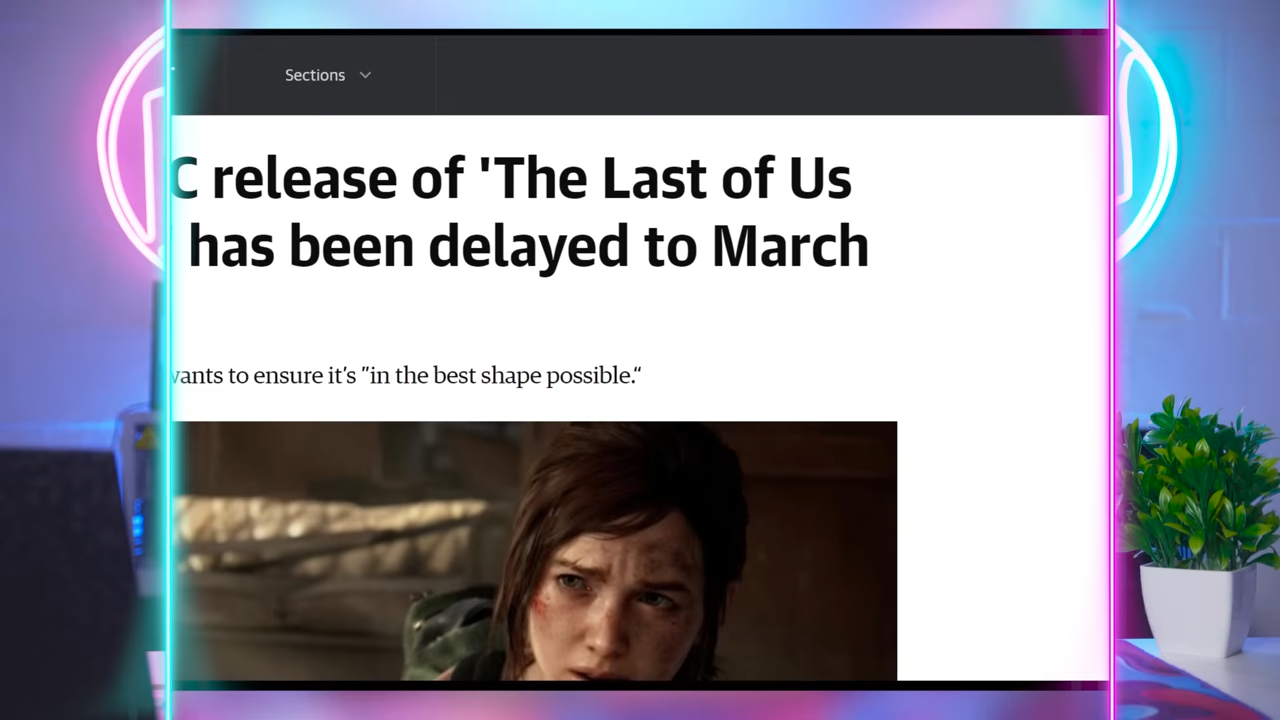 Sections
C release of 'The Last of Us
has been delayed to March
wants to ensure it's ”in the best shape possible.“